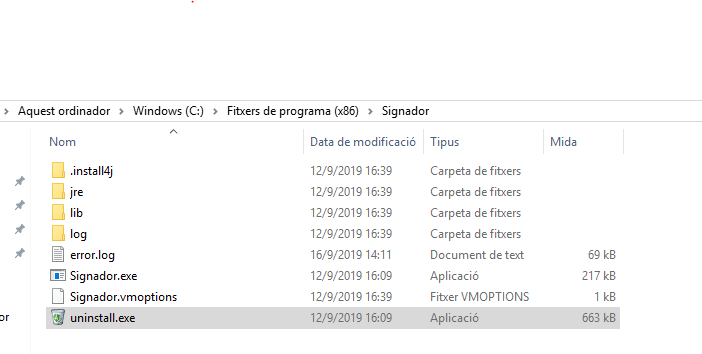 Aquest ordinador > Windows (C:) > Fitxers de programa (x86) > Signador
Nom Data de modificació Tipus Mida
.install4j 12/9/2019 16:39 Carpeta de fitxers
jre 12/9/2019 16:39 Carpeta de fitxers
lib 12/9/2019 16:39 Carpeta de fitxers
log 12/9/2019 16:39 Carpeta de fitxers
error.log 16/9/2019 14:11 Document de text 69 kB
Signador.exe 12/9/2019 16:09 Aplicació 217 kB
Signador.vmoptions 12/9/2019 16:39 Fitxer VMOPTIONS 1 kB
or uninstall.exe 12/9/2019 16:09 Aplicació 663 kB